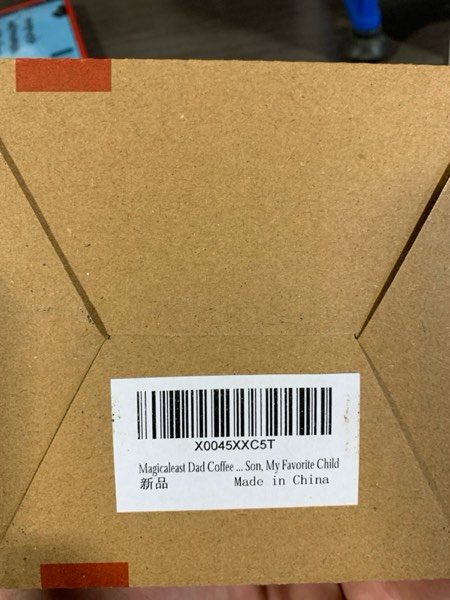 X0045XXC5T
Magicaleast Dad Coffee ... Son, My Favorite Child
新品 Made in China